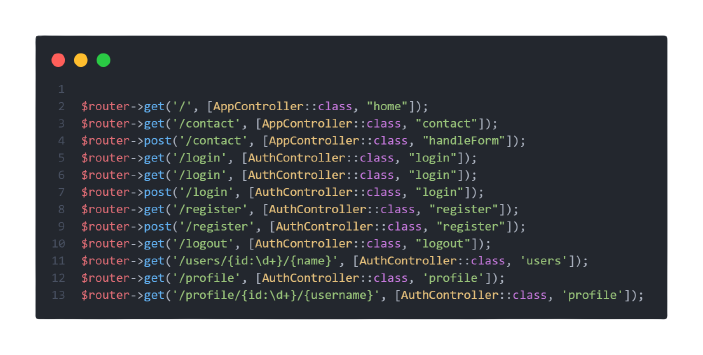 1
2 $router->get('/', [AppController::class, "home"]);
3 $router->get('/contact', [AppController::class, "contact"]);
4 $router->post('/contact', [AppController::class, "handleForm"]);
5 $router->get('/login', [AuthController::class, "login"]);
6 $router->get('/login', [AuthController::class, "login"]);
7 $router->post('/login', [AuthController::class, "login"]);
8 $router->get('/register', [AuthController::class, "register"]);
9 $router->post('/register', [AuthController::class, "register"]);
10 $router->get('/logout', [AuthController::class, "logout"]);
11 $router->get('/users/{id:\d+}/{name}', [AuthController::class, 'users']);
12 $router->get('/profile', [AuthController::class, 'profile']);
13 $router->get('/profile/{id:\d+}/{username}', [AuthController::class, 'profile']);